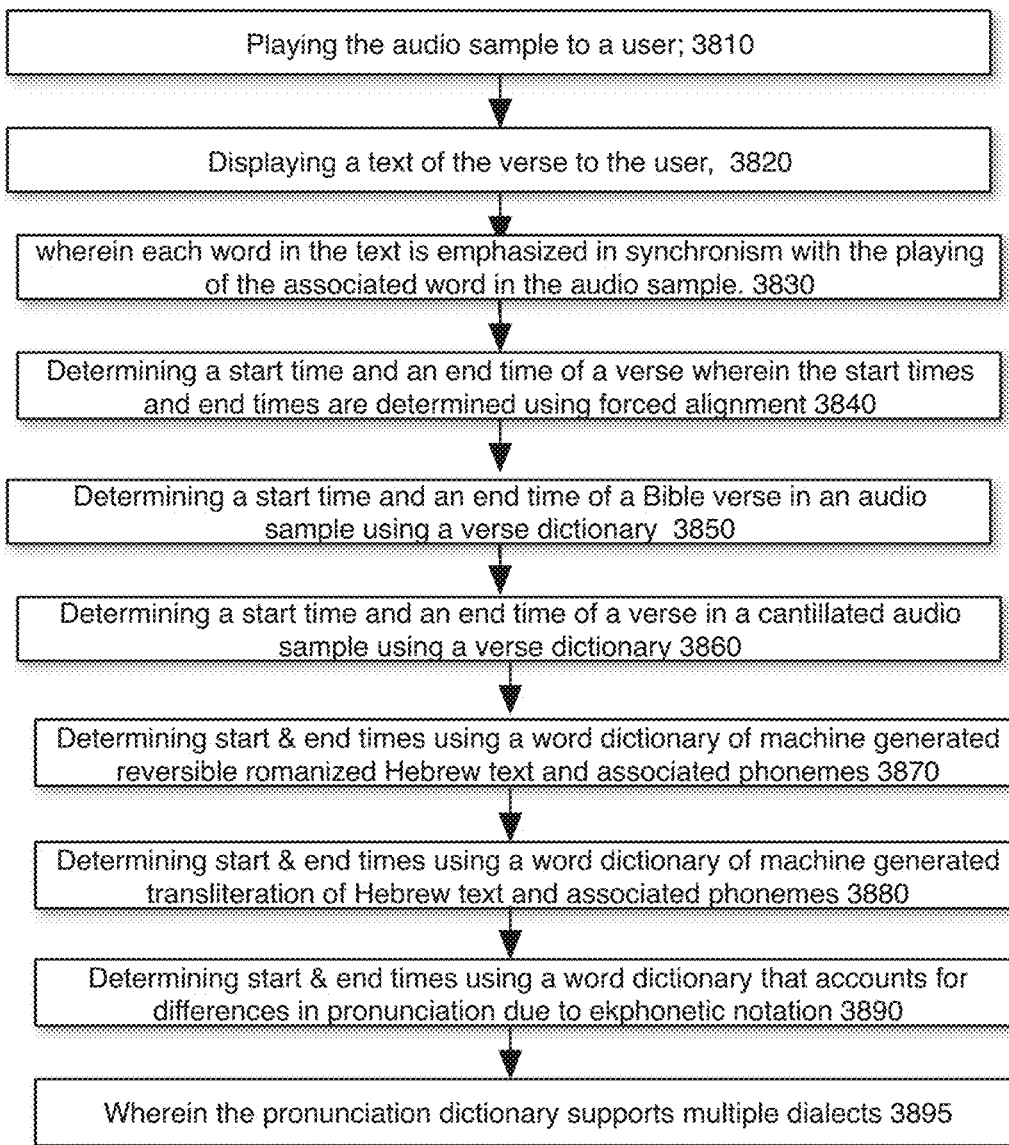 Playing the audio sample to a user; 3810
Displaying a text of the verse to the user, 3820
wherein each word in the text is emphasized in synchronism with the playing
of the associated word in the audio sample. 3830
Determining a start time and an end time of a verse wherein the start times
and end times are determined using forced alignment 3840
Determining a start time and an end time of a Bible verse in an audio
sample using a verse dictionary 3850
Determining a start time and an end time of a verse in a cantillated audio
sample using a verse dictionary 3860
Determining start & end times using a word dictionary of machine generated
reversible romanized Hebrew text and associated phonemes 3870
Determining start & end times using a word dictionary of machine generated
transliteration of Hebrew text and associated phonemes 3880
Determining start & end times using a word dictionary that accounts for
differences in pronunciation due to ekphonetic notation 3890
Wherein the pronunciation dictionary supports multiple dialects 3895